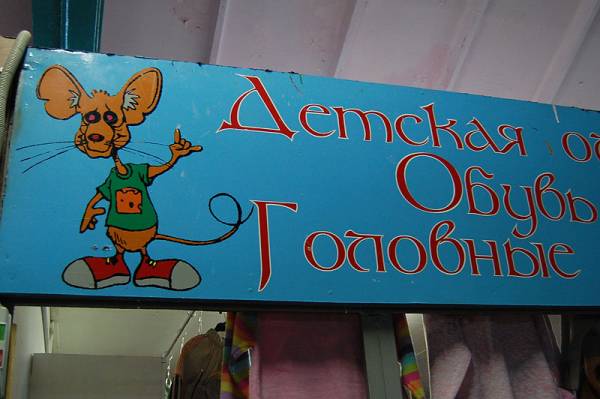 Детская о
Обувь
Головные